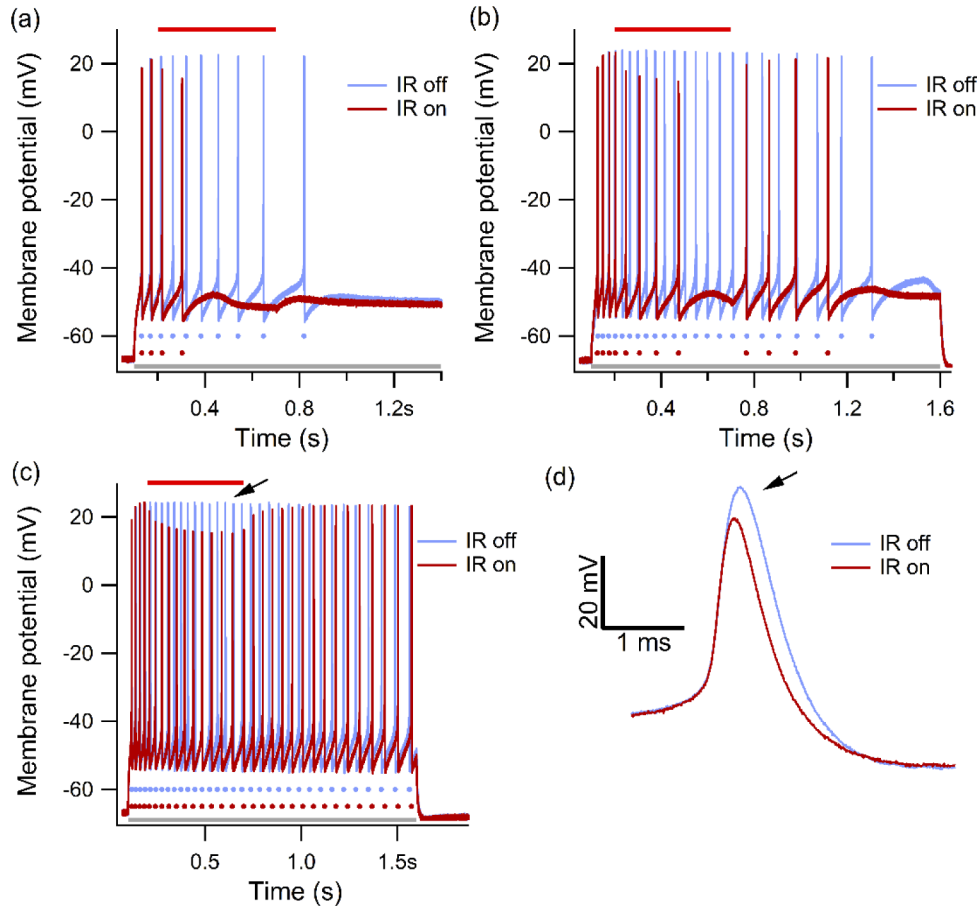 (a)
Membrane potential (mV)
20
0
-20
-40
-60
IR off
IR on
0.4
0.8
1.2s
Time (s)
(b)
Membrane potential (mV)
20
0
-20
-40
-60
IR off
IR on
0.4
0.8
1.2
1.6
Time (s)
(c)
Membrane potential (mV)
20
0
-20
-40
-60
IR off
IR on
0.5
1.0
1.5s
Time (s)
(d)
IR off
IR on
20 mV
1 ms